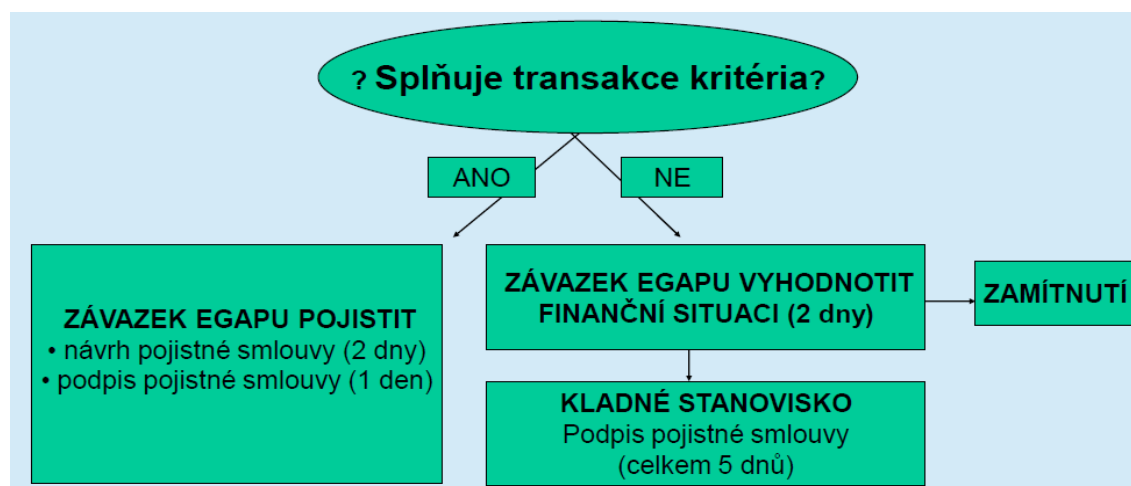 ? Splňuje transakce kritéria?
ANO
NE
ZÁVAZEK EGAPU POJISTIT
• návrh pojistné smlouvy (2 dny)
• podpis pojistné smlouvy (1 den)
ZÁVAZEK EGAPU VYHODNOTIT
FINANČNÍ SITUACI (2 dny)
ZAMÍTNUTÍ
KLADNÉ STANOVISKO
Podpis pojistné smlouvy
(celkem 5 dnů)